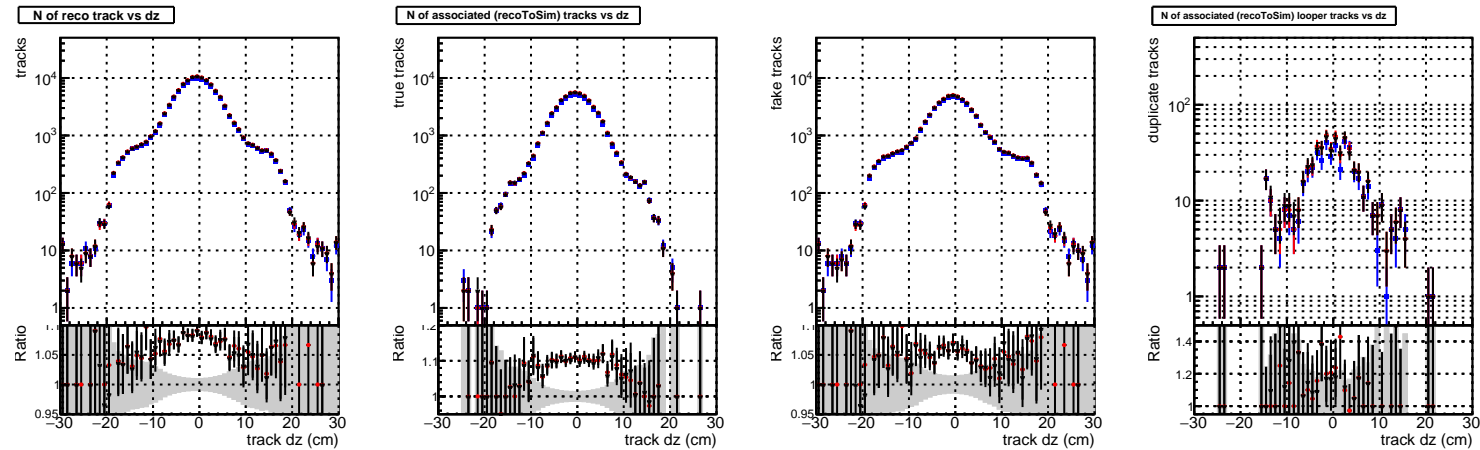 N of reco track vs dz
tracks
10⁴
10³
10²
10
1
Ratio
1.05
1
0.95
−30 −20 −10 0 10 20 30
track dz (cm)
N of associated (recoToSim) tracks vs dz
true tracks
10⁴
10³
10²
10
1
Ratio
1.2
1.1
1
−30 −20 −10 0 10 20 30
track dz (cm)
fake tracks
10⁴
10³
10²
10
1
Ratio
1.05
1
0.95
−30 −20 −10 0 10 20 30
track dz (cm)
N of associated (recoToSim) looper tracks vs dz
duplicate tracks
10²
10
1
Ratio
1.4
1.2
1
−30 −20 −10 0 10 20 30
track dz (cm)